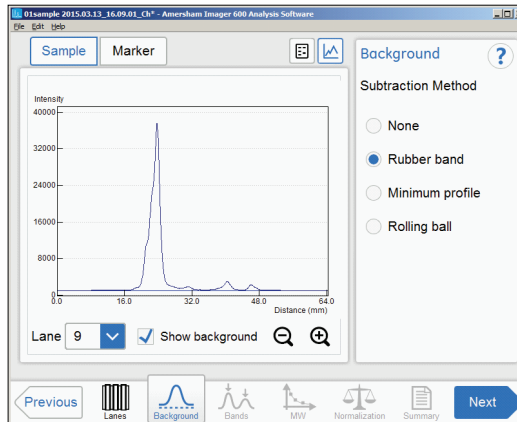 01sample 2015.03.13_16.09.01_Ch* - Amersham Imager 600 Analysis Software
File Edit Help
Sample Marker
Background ?
Subtraction Method
None
Rubber band
Minimum profile
Rolling ball
Intensity
40000
32000
24000
16000
8000
0
0.0 16.0 32.0 48.0 64.0
Distance (mm)
Lane 9 Show background
Previous Lanes Background Bands MW Normalization Summary Next